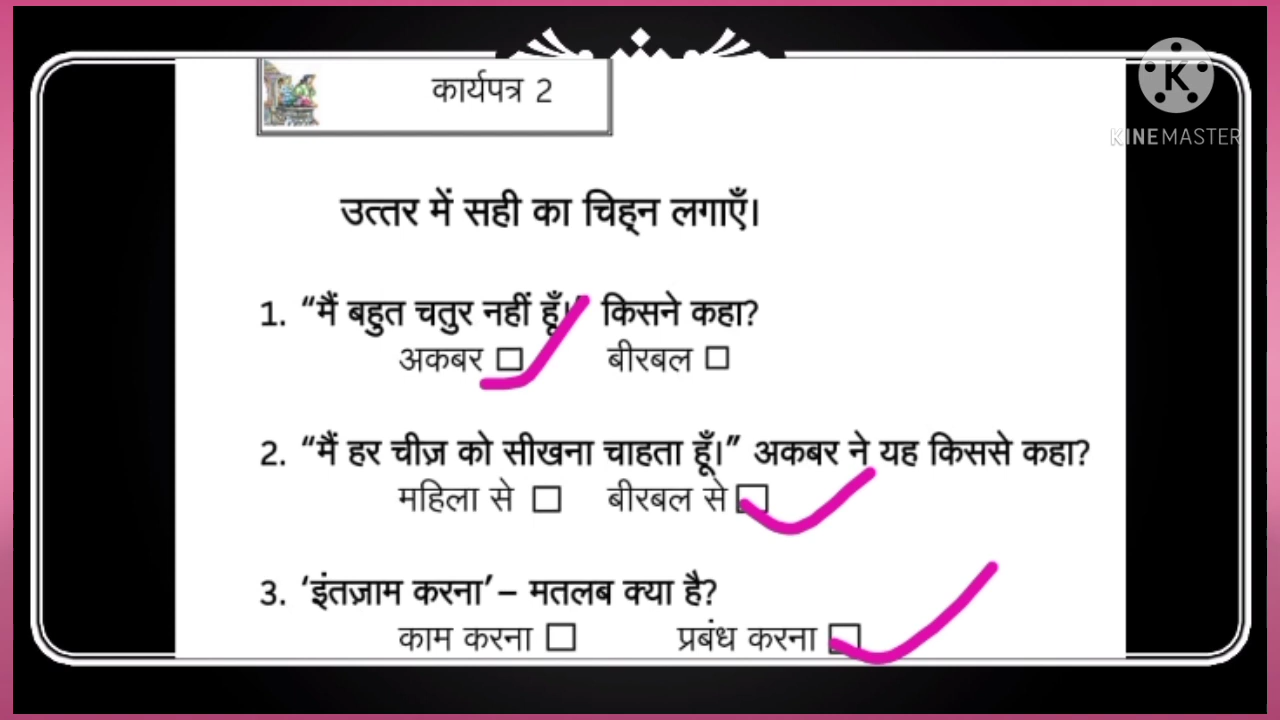 कार्यपत्र 2
K
KINEMASTER
उत्तर में सही का चिह्न लगाएँ।
1. “मैं बहुत चतुर नहीं हूँ।” किसने कहा?
अकबर □ बीरबल □
2. “मैं हर चीज़ को सीखना चाहता हूँ।” अकबर ने यह किससे कहा?
महिला से □ बीरबल से □
3. ‘इंतज़ाम करना’ – मतलब क्या है?
काम करना □ प्रबंध करना □